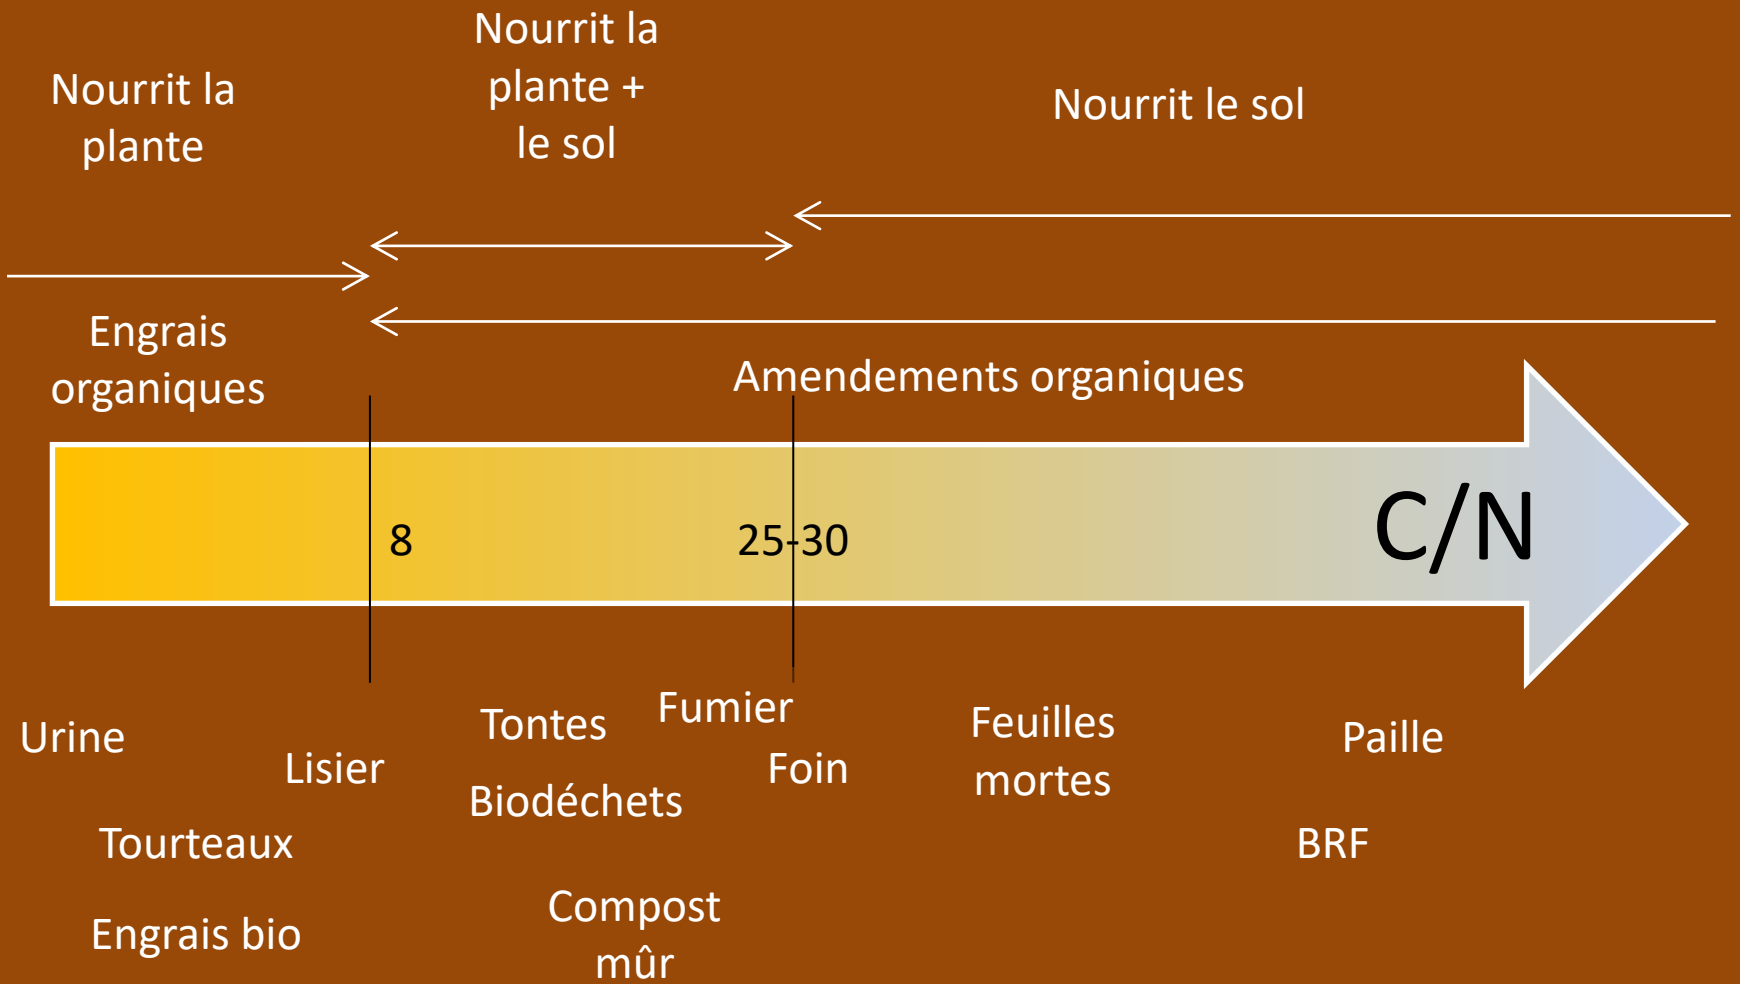 Nourrit la
plante
Nourrit la
plante +
le sol
Nourrit le sol
Engrais
organiques
Amendements organiques
8
25-30
C/N
Urine
Lisier
Tourteaux
Engrais bio
Tontes
Biodéchets
Compost
mûr
Fumier
Foin
Feuilles
mortes
Paille
BRF